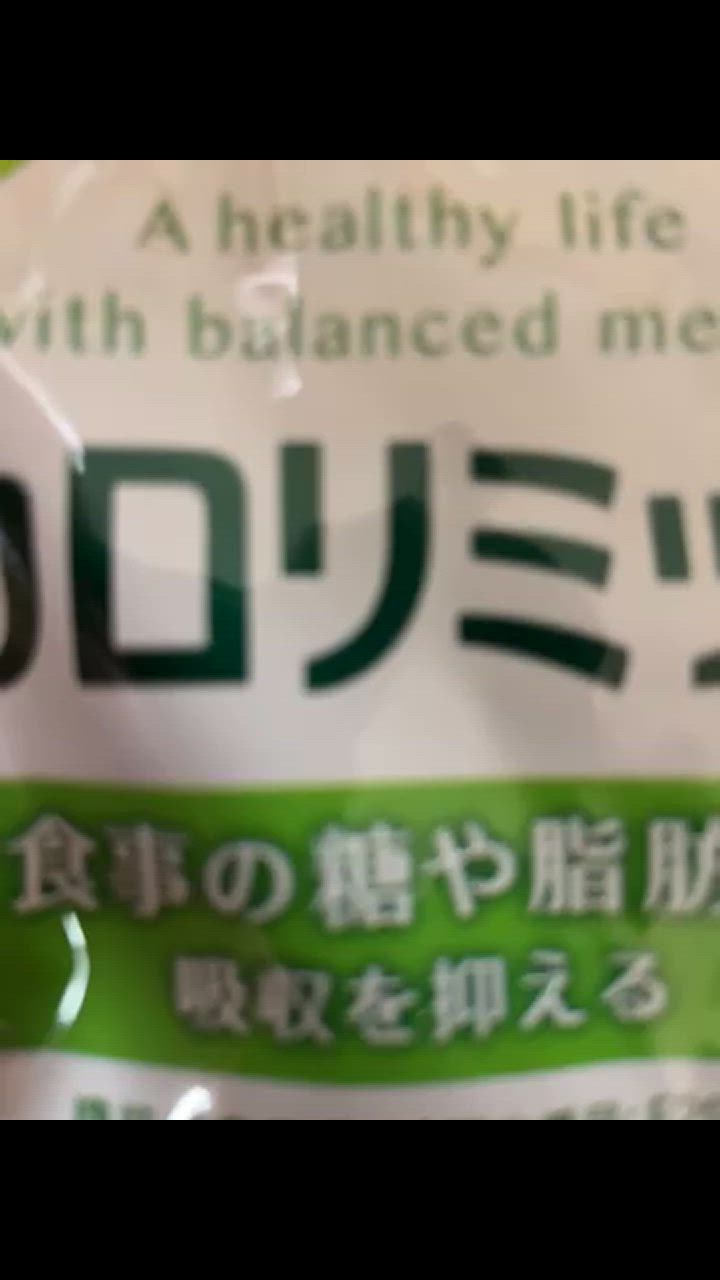 A healthy life
with balanced me
カロリミッ
食事の糖や脂肪
吸収を抑える